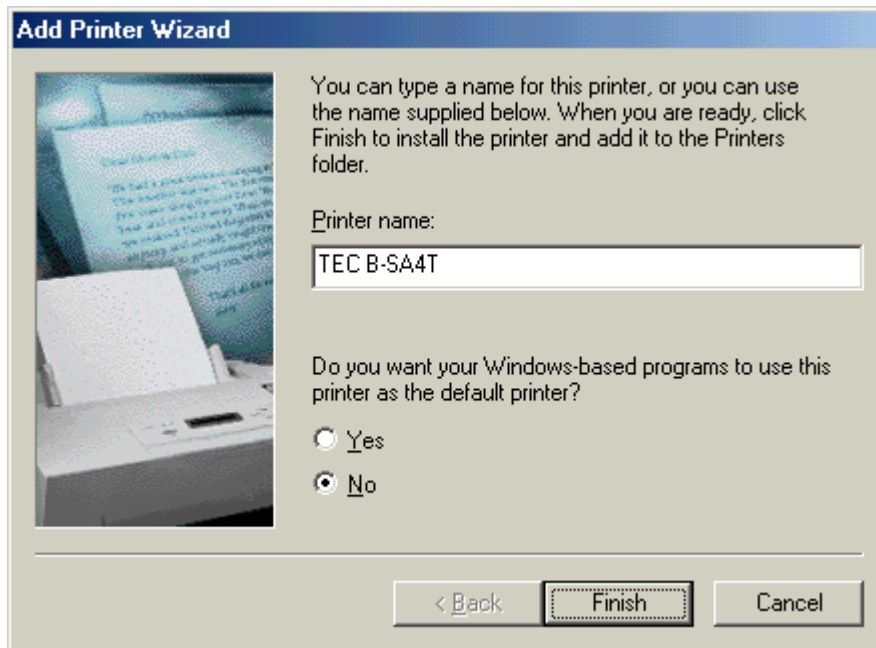 Add Printer Wizard
You can type a name for this printer, or you can use
the name supplied below. When you are ready, click
Finish to install the printer and add it to the Printers
folder.
Printer name:
TEC B-SA4T
Do you want your Windows-based programs to use this
printer as the default printer?
Yes
No
< Back
Finish
Cancel